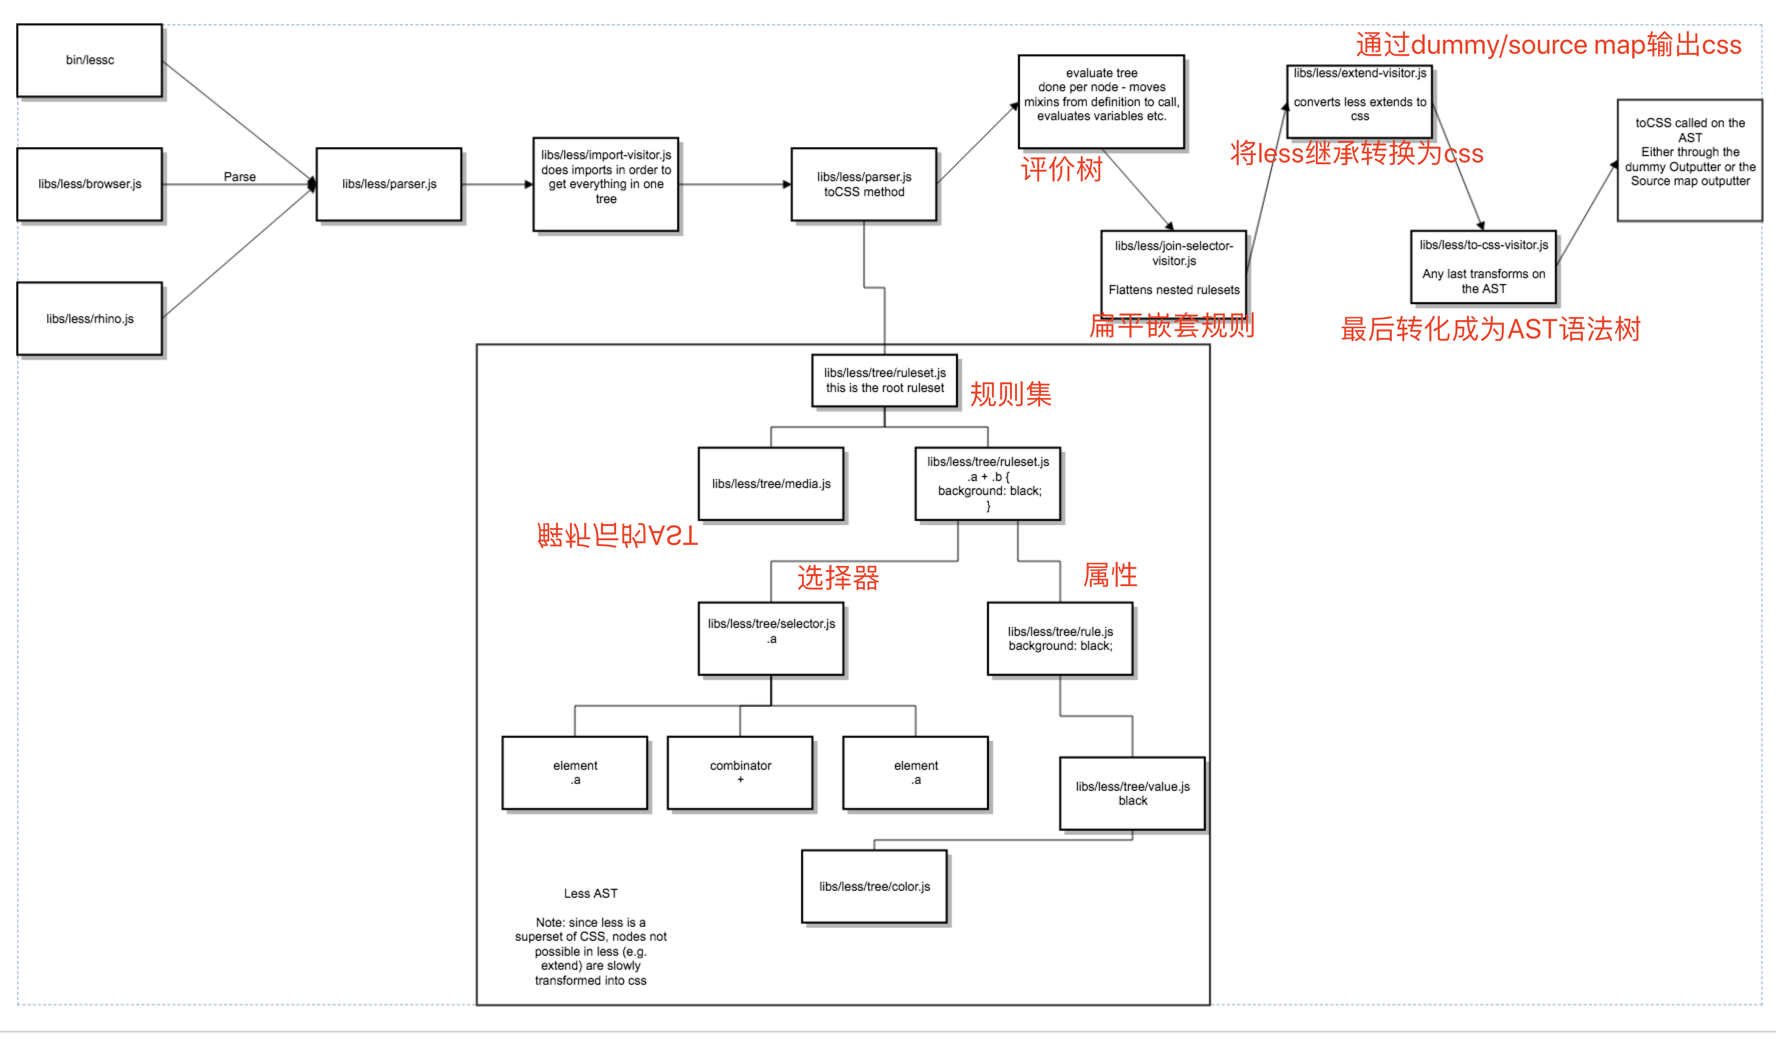 bin/lessc
libs/less/browser.js
Parse
libs/less/rhino.js
libs/less/parser.js
libs/less/import-visitor.js
does imports in order to
get everything in one
tree
libs/less/parser.js
toCSS method
evaluate tree
done per node - moves
mixins from definition to call,
evaluates variables etc.
评价树
libs/less/join-selector-
visitor.js
Flattens nested rulesets
扁平嵌套规则
通过dummy/source map输出css
libs/less/extend-visitor.js
converts less extends to
css
将less继承转换为css
libs/less/to-css-visitor.js
Any last transforms on
the AST
最后转化成为AST语法树
toCSS called on the
AST
Either through the
dummy Outputter or the
Source map outputter
libs/less/tree/ruleset.js
this is the root ruleset
规则集
libs/less/tree/media.js
libs/less/tree/ruleset.js
.a + .b {
background: black;
}
解析后的AST
选择器
属性
libs/less/tree/selector.js
.a
libs/less/tree/rule.js
background: black;
element
.a
combinator
+
element
.a
libs/less/tree/value.js
black
libs/less/tree/color.js
Less AST
Note: since less is a
superset of CSS, nodes not
possible in less (e.g.
extend) are slowly
transformed into css